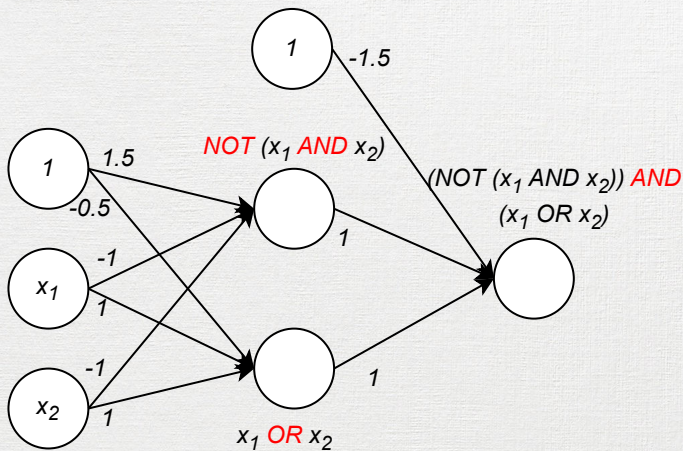 1
-1.5
NOT (x₁ AND x₂)
1
1.5
-0.5
(NOT (x₁ AND x₂)) AND
(x₁ OR x₂)
1
-1
x₁
1
-1
1
x₂
1
x₁ OR x₂